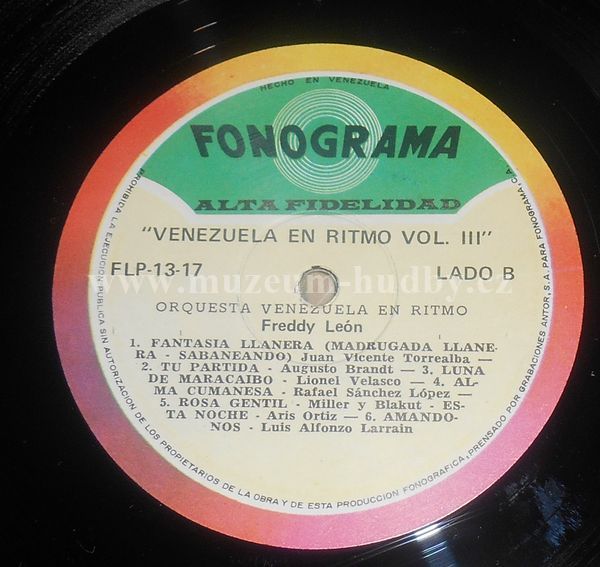 HECHO EN VENEZUELA
FONOGRAMA
ALTA FIDELIDAD
"VENEZUELA EN RITMO VOL. III"
FLP-13-17 LADO B
www.muzeum-hudby.cz
ORQUESTA VENEZUELA EN RITMO
Freddy León
1. FANTASIA LLANERA (MADRUGADA LLANE-
RA - SABANEANDO) Juan Vicente Torrealba —
2. TU PARTIDA - Augusto Brandt — 3. LUNA
DE MARACAIBO - Lionel Velasco — 4. AL-
MA CUMANESA - Rafael Sánchez López —
5. ROSA GENTIL - Miller y Blakut - ES-
TA NOCHE - Aris Ortiz — 6. AMANDO-
NOS - Luis Alfonzo Larrain
PROHIBIDA LA EJECUCION PUBLICA SIN AUTORIZACION DE LOS PROPIETARIOS DE LA OBRA Y DE ESTA PRODUCCION FONOGRAFICA, PRENSADO POR GRABACIONES ANTOR, S.A. PARA FONOGRAMA, C.A.